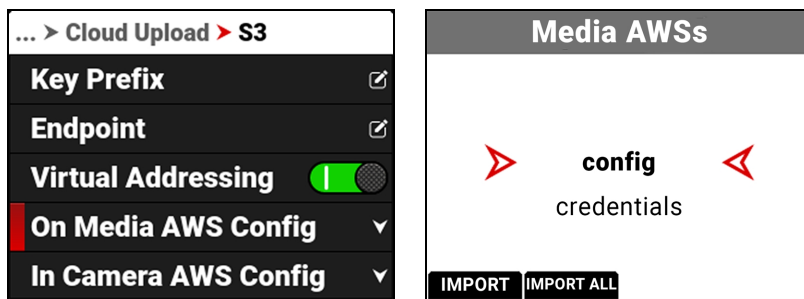 ... > Cloud Upload > S3
Key Prefix
Endpoint
Virtual Addressing
On Media AWS Config
In Camera AWS Config
Media AWSs
config
credentials
IMPORT IMPORT ALL